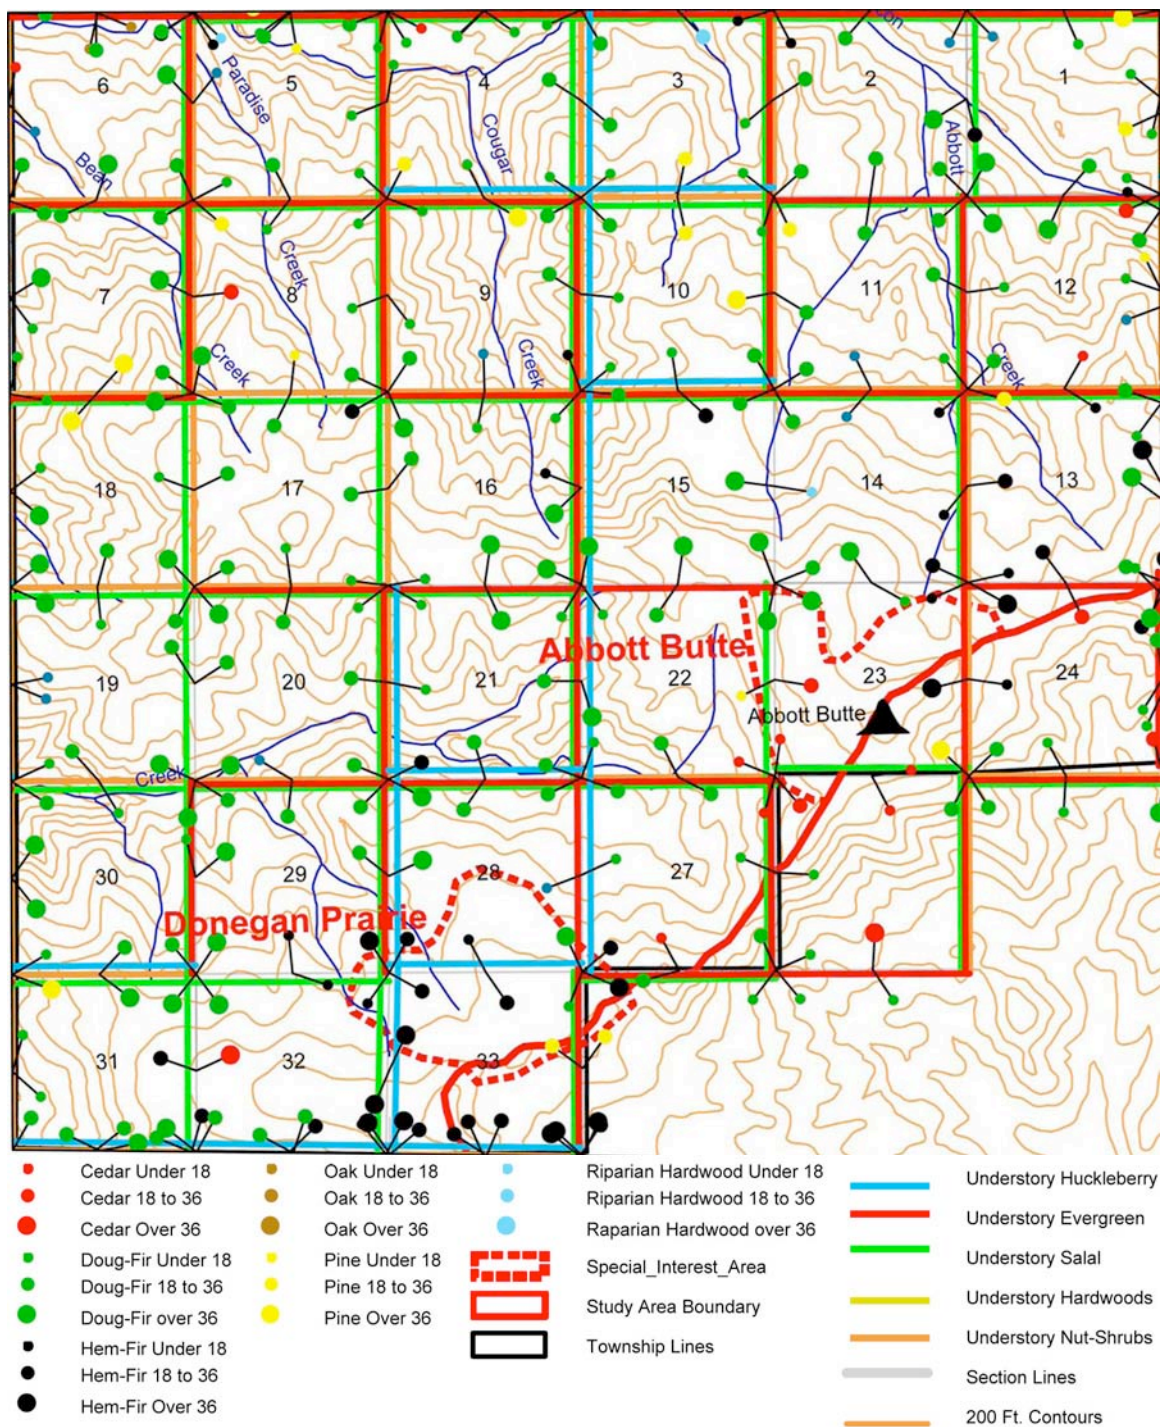 con
6
5
4
3
2
1
Paradise
Cougar
Abbott
Bean
7
8
9
10
11
12
Creek
Creek
Creek
Creek
18
17
16
15
14
13
Abbott Butte
19
20
21
22
23
24
Abbott Butte
Creek
30
29
28
27
Donegan Prairie
31
32
33
Cedar Under 18
Cedar 18 to 36
Cedar Over 36
Doug-Fir Under 18
Doug-Fir 18 to 36
Doug-Fir over 36
Hem-Fir Under 18
Hem-Fir 18 to 36
Hem-Fir Over 36
Oak Under 18
Oak 18 to 36
Oak Over 36
Pine Under 18
Pine 18 to 36
Pine Over 36
Riparian Hardwood Under 18
Riparian Hardwood 18 to 36
Raparian Hardwood over 36
Special_Interest_Area
Study Area Boundary
Township Lines
Understory Huckleberry
Understory Evergreen
Understory Salal
Understory Hardwoods
Understory Nut-Shrubs
Section Lines
200 Ft. Contours